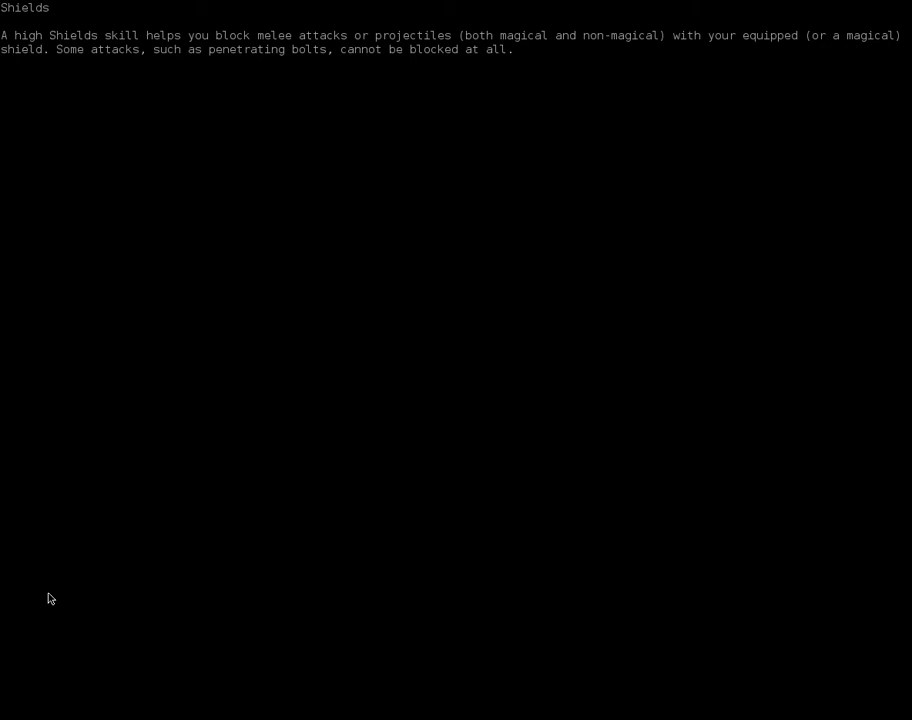 Shields
A high Shields skill helps you block melee attacks or projectiles (both magical and non-magical) with your equipped (or a magical)
shield. Some attacks, such as penetrating bolts, cannot be blocked at all.